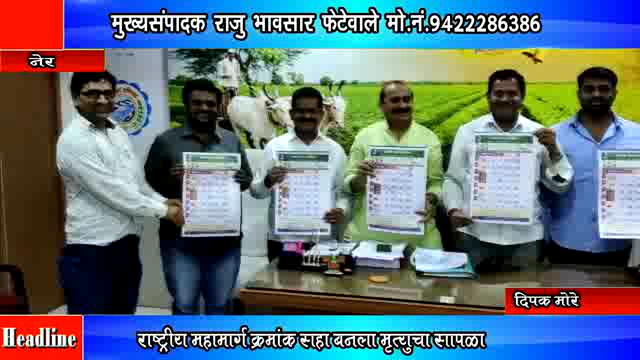 मुख्यसंपादक राजु भावसार फेटेवाले मो.नं.9422286386
नेर
दिपक मोरे
Headline
राष्ट्रीय महामार्ग क्रमांक सहा बनला मृत्युचा सापळा